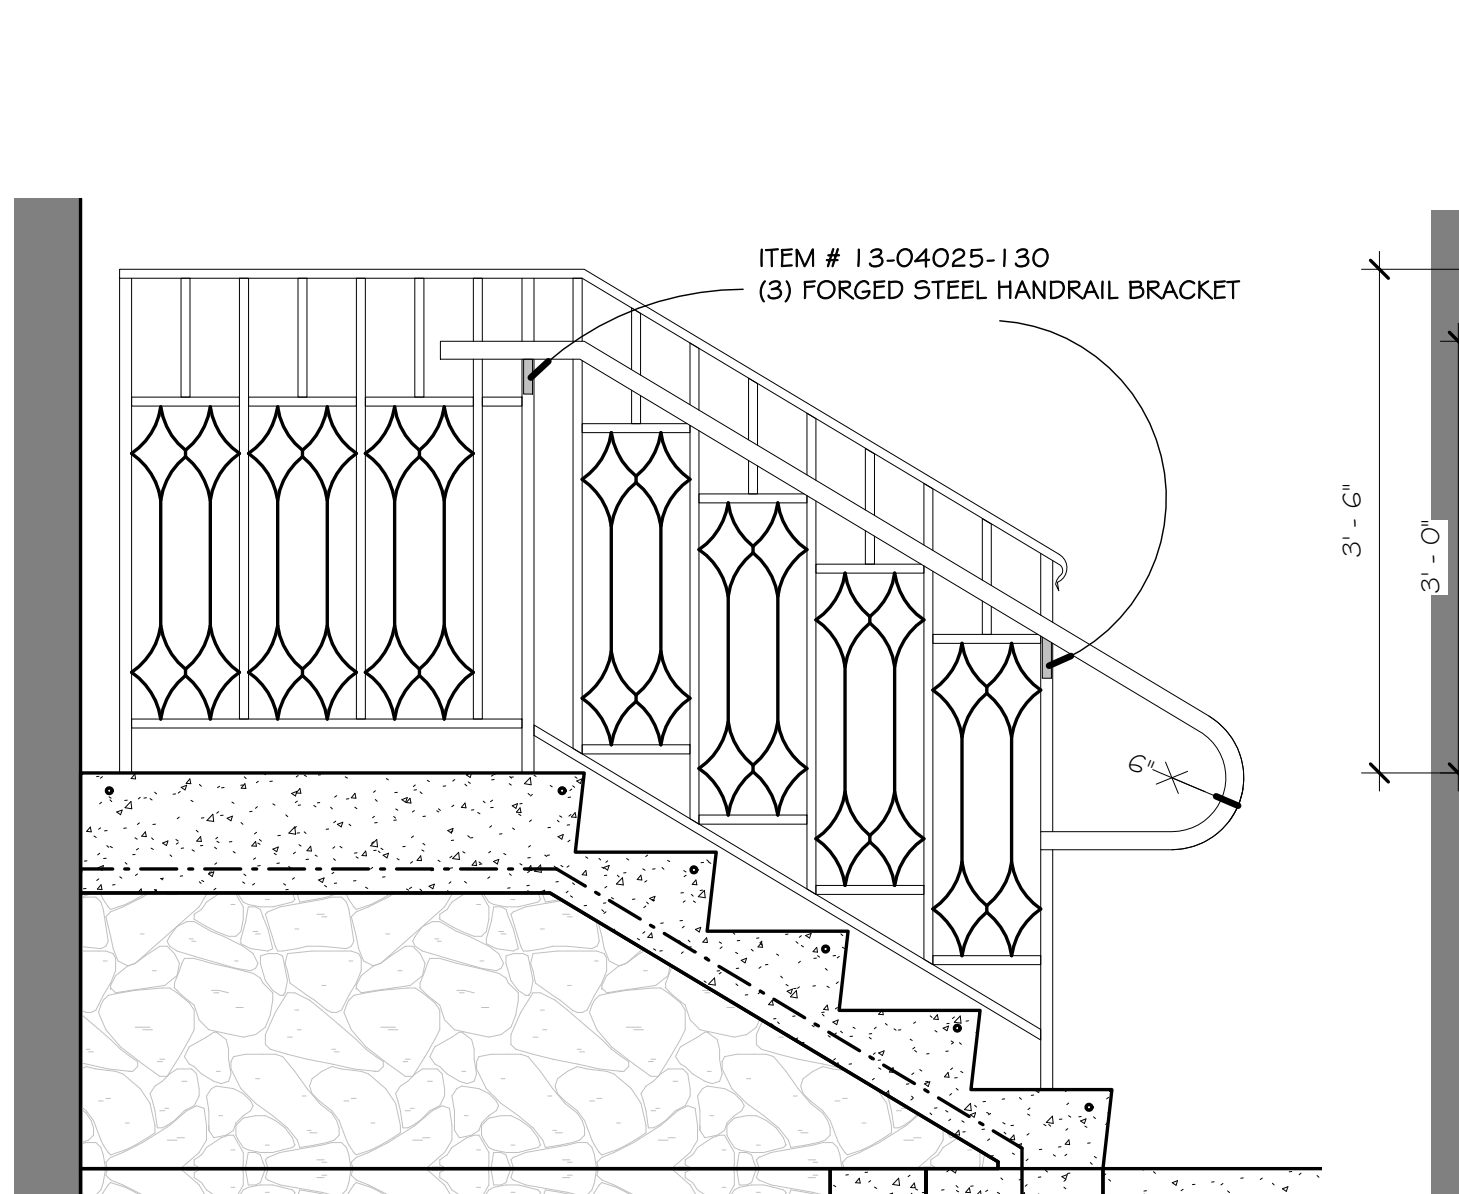 ITEM # 13-04025-130
(3) FORGED STEEL HANDRAIL BRACKET
3' - 6"
3' - 0"
6"